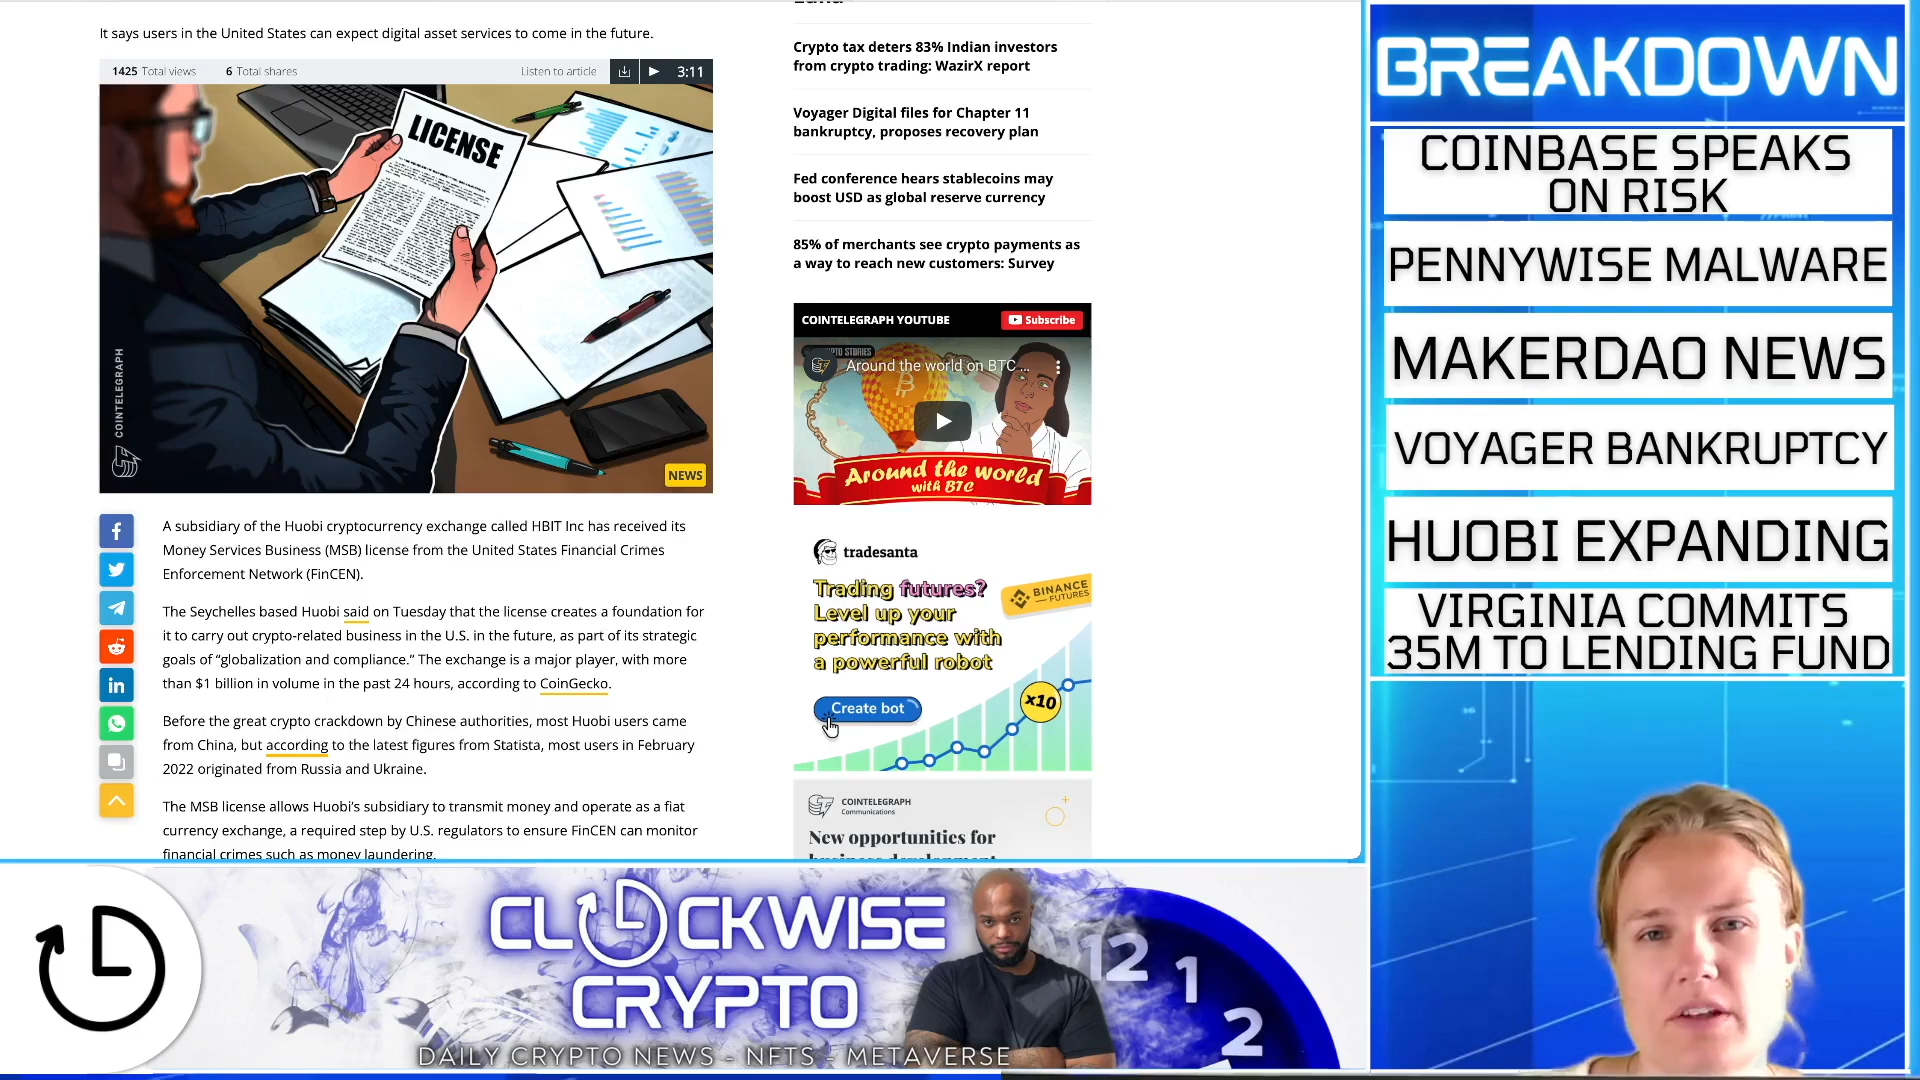 It says users in the United States can expect digital asset services to come in the future.
1425 Total views 6 Total shares Listen to article 3:11
LICENSE
COINTELEGRAPH
NEWS
A subsidiary of the Huobi cryptocurrency exchange called HBIT Inc has received its
Money Services Business (MSB) license from the United States Financial Crimes
Enforcement Network (FinCEN).
The Seychelles based Huobi said on Tuesday that the license creates a foundation for
it to carry out crypto-related business in the U.S. in the future, as part of its strategic
goals of “globalization and compliance.” The exchange is a major player, with more
than $1 billion in volume in the past 24 hours, according to CoinGecko.
Before the great crypto crackdown by Chinese authorities, most Huobi users came
from China, but according to the latest figures from Statista, most users in February
2022 originated from Russia and Ukraine.
The MSB license allows Huobi’s subsidiary to transmit money and operate as a fiat
currency exchange, a required step by U.S. regulators to ensure FinCEN can monitor
financial crimes such as money laundering.
Crypto tax deters 83% Indian investors
from crypto trading: WazirX report
Voyager Digital files for Chapter 11
bankruptcy, proposes recovery plan
Fed conference hears stablecoins may
boost USD as global reserve currency
85% of merchants see crypto payments as
a way to reach new customers: Survey
COINTELEGRAPH YOUTUBE Subscribe
Around the world on BTC ...
Around the world
with BTC
tradesanta
Trading futures?
Level up your
performance with
a powerful robot
BINANCE
FUTURES
Create bot
x10
COINTELEGRAPH
Communications
New opportunities for
BREAKDOWN
COINBASE SPEAKS
ON RISK
PENNYWISE MALWARE
MAKERDAO NEWS
VOYAGER BANKRUPTCY
HUOBI EXPANDING
VIRGINIA COMMITS
35M TO LENDING FUND
CLOCKWISE
CRYPTO
DAILY CRYPTO NEWS - NFTS - METAVERSE
12
1
2